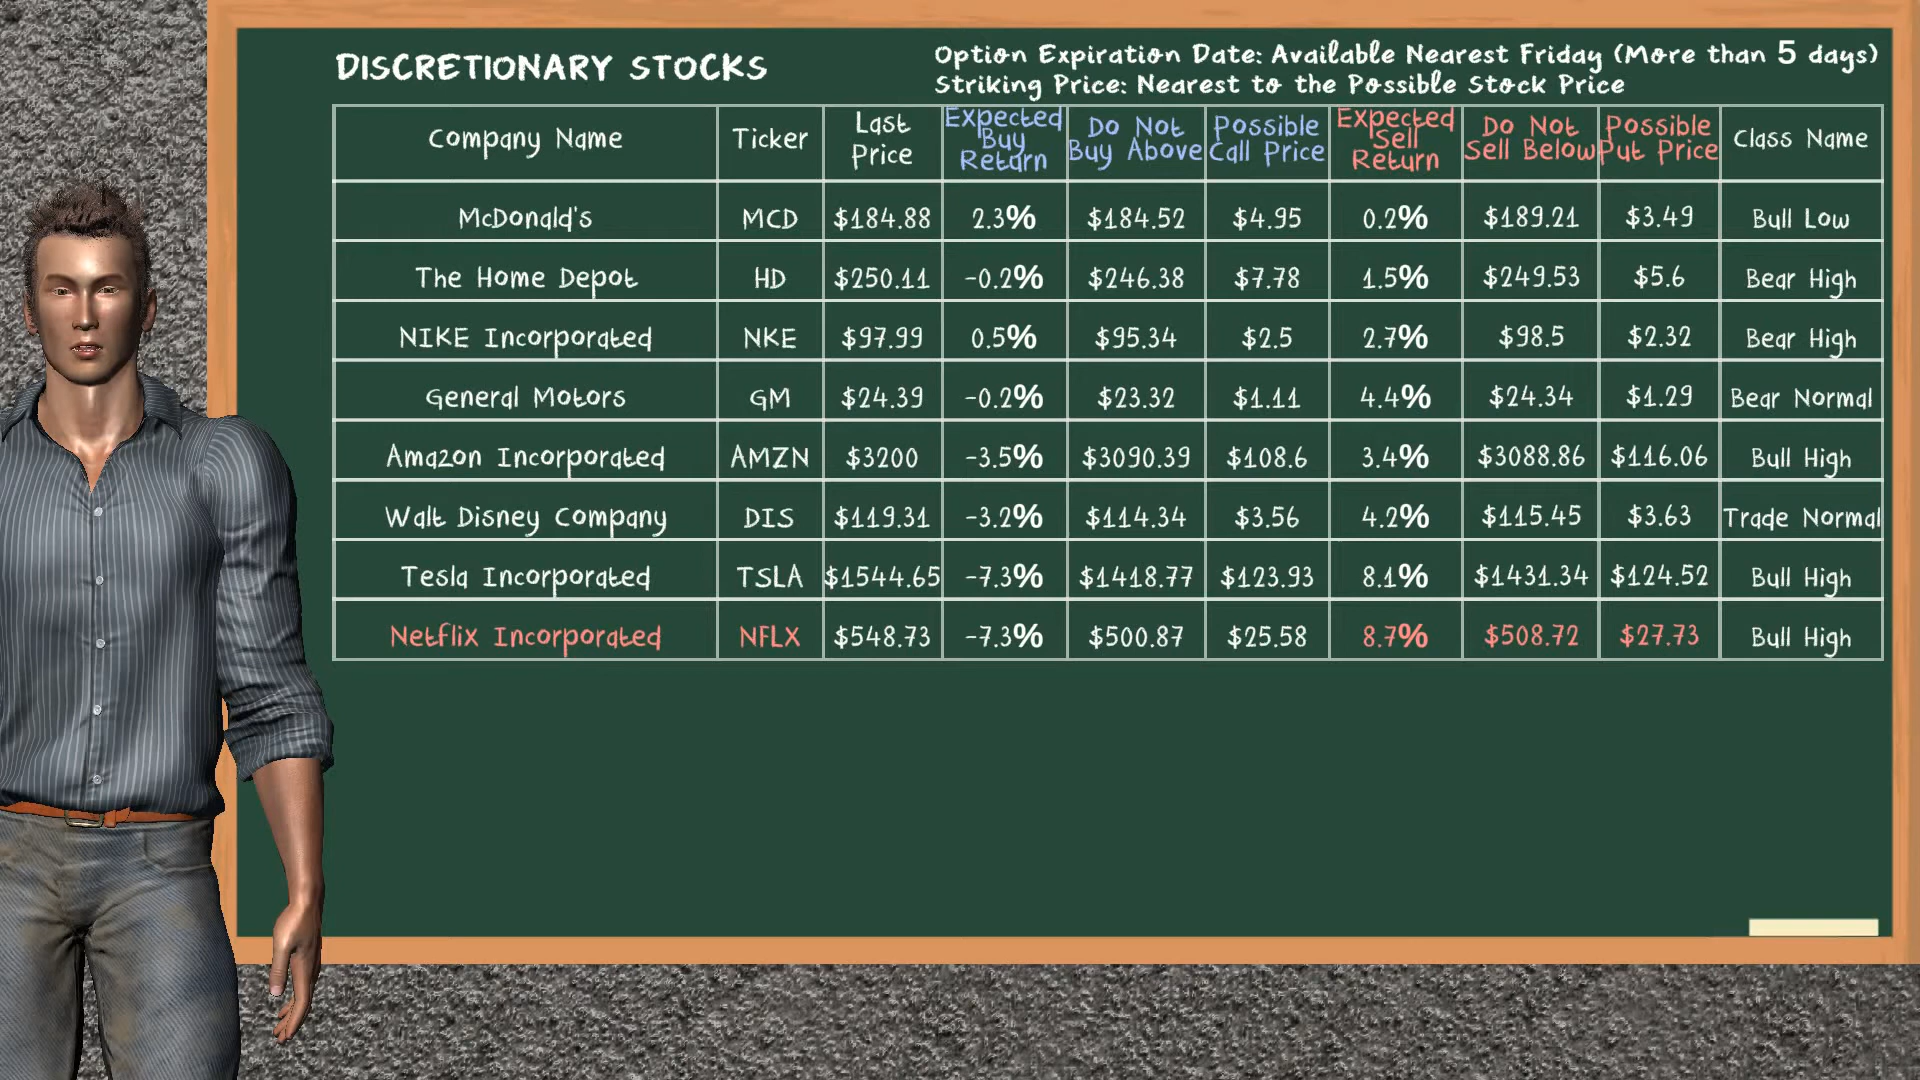 DISCRETIONARY STOCKS
Option Expiration Date: Available Nearest Friday (More than 5 days)
Striking Price: Nearest to the Possible Stock Price
Company Name Ticker Last Price Expected Buy Return Do Not Buy Above Possible Call Price Expected Sell Return Do Not Sell Below Possible Put Price Class Name
McDonald's MCD $184.88 2.3% $184.52 $4.95 0.2% $189.21 $3.49 Bull Low
The Home Depot HD $250.11 -0.2% $246.38 $7.78 1.5% $249.53 $5.6 Bear High
NIKE Incorporated NKE $97.99 0.5% $95.34 $2.5 2.7% $98.5 $2.32 Bear High
General Motors GM $24.39 -0.2% $23.32 $1.11 4.4% $24.34 $1.29 Bear Normal
Amazon Incorporated AMZN $3200 -3.5% $3090.39 $108.6 3.4% $3088.86 $116.06 Bull High
Walt Disney Company DIS $119.31 -3.2% $114.34 $3.56 4.2% $115.45 $3.63 Trade Normal
Tesla Incorporated TSLA $1544.65 -7.3% $1418.77 $123.93 8.1% $1431.34 $124.52 Bull High
Netflix Incorporated NFLX $548.73 -7.3% $500.87 $25.58 8.7% $508.72 $27.73 Bull High